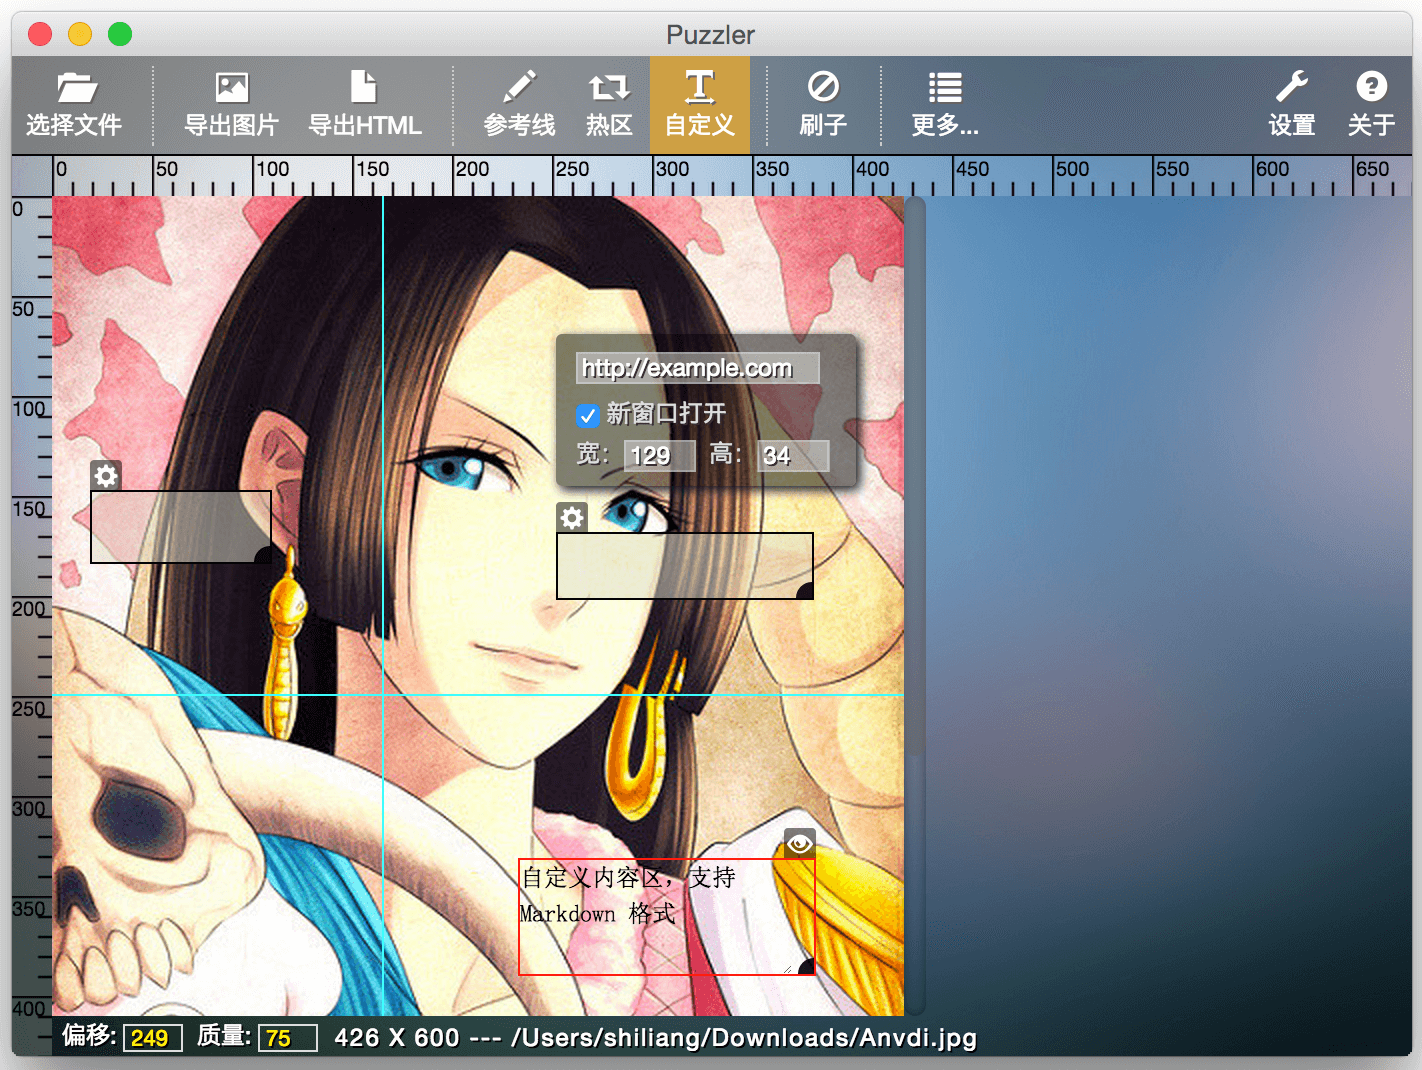 Puzzler
选择文件 导出图片 导出HTML 参考线 热区 自定义 刷子 更多... 设置 关于
0 50 100 150 200 250 300 350 400 450 500 550 600 650
0
50
http://example.com
100
新窗口打开
宽: 129 高: 34
150
200
250
300
自定义内容区，支持
Markdown 格式
350
400
偏移: 249 质量: 75 426 X 600 --- /Users/shiliang/Downloads/Anvdi.jpg